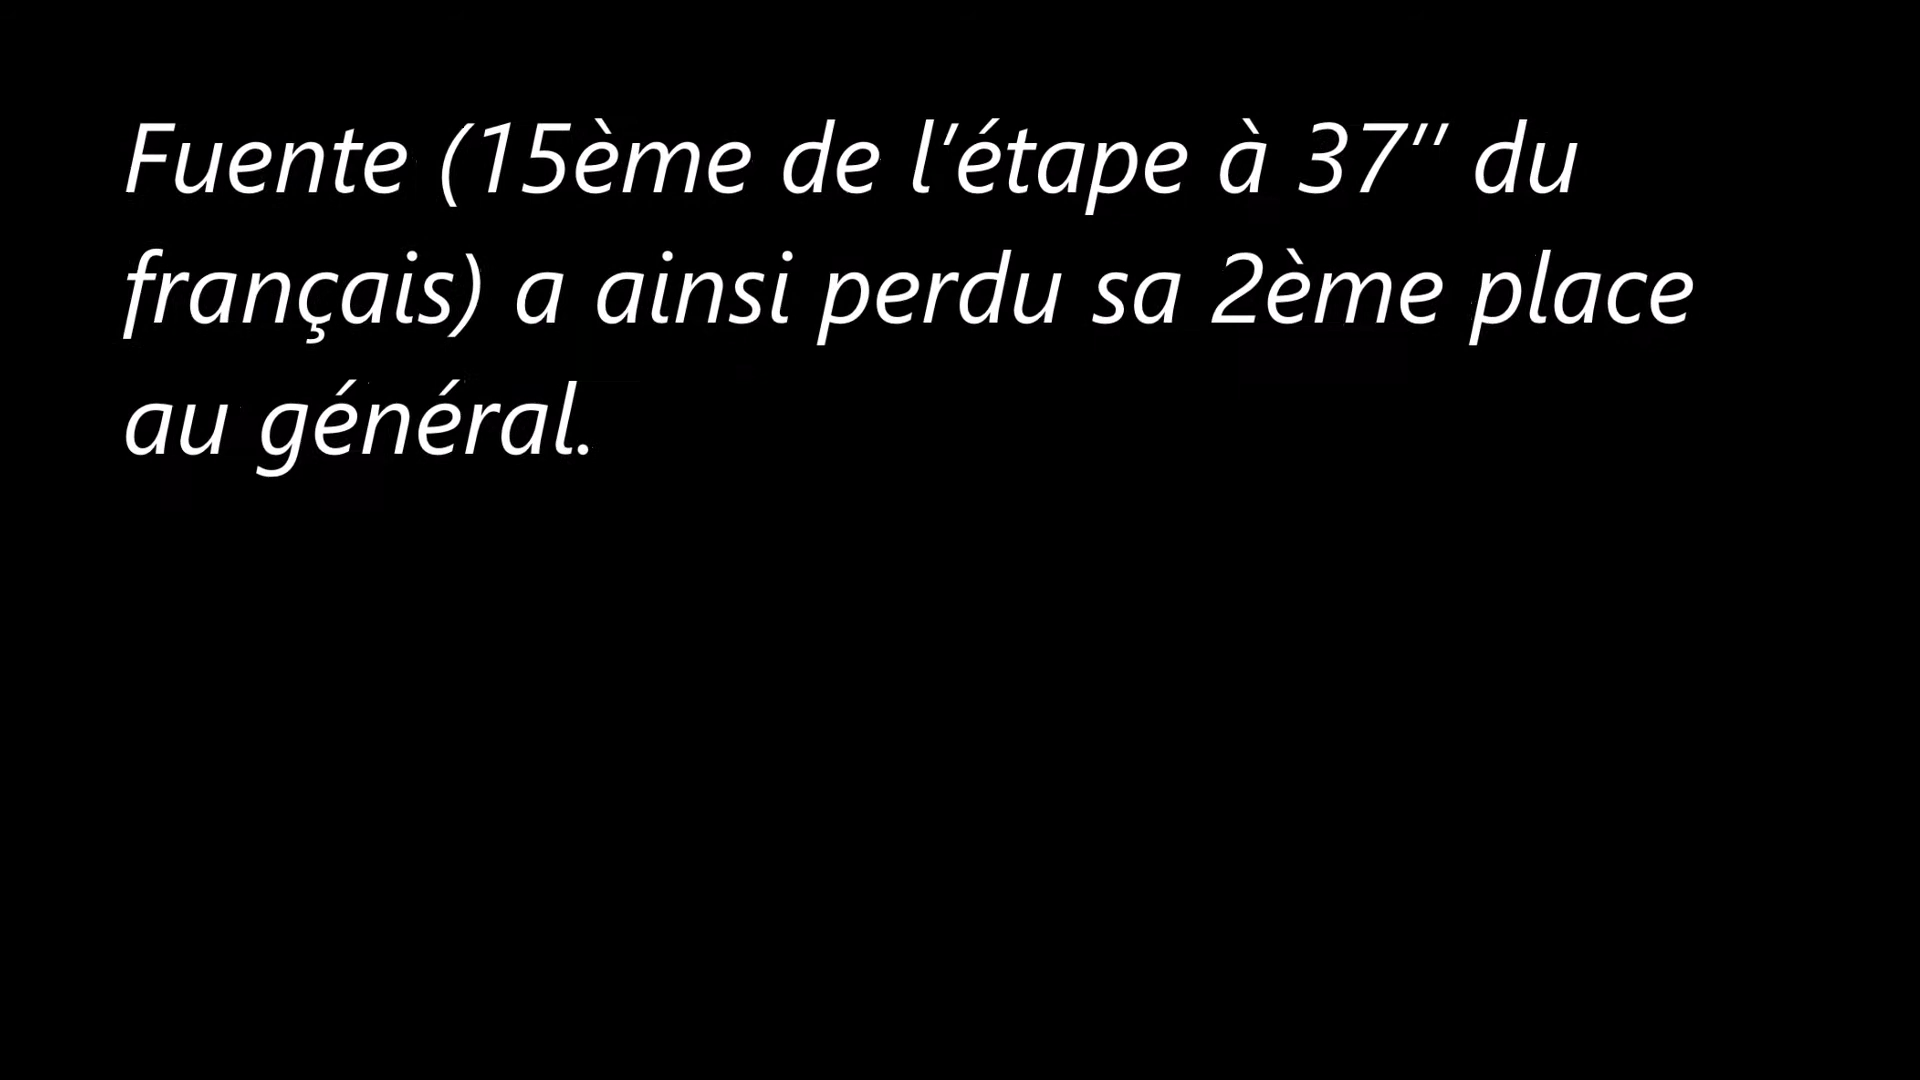 Fuente (15ème de l’étape à 37’’ du
français) a ainsi perdu sa 2ème place
au général.